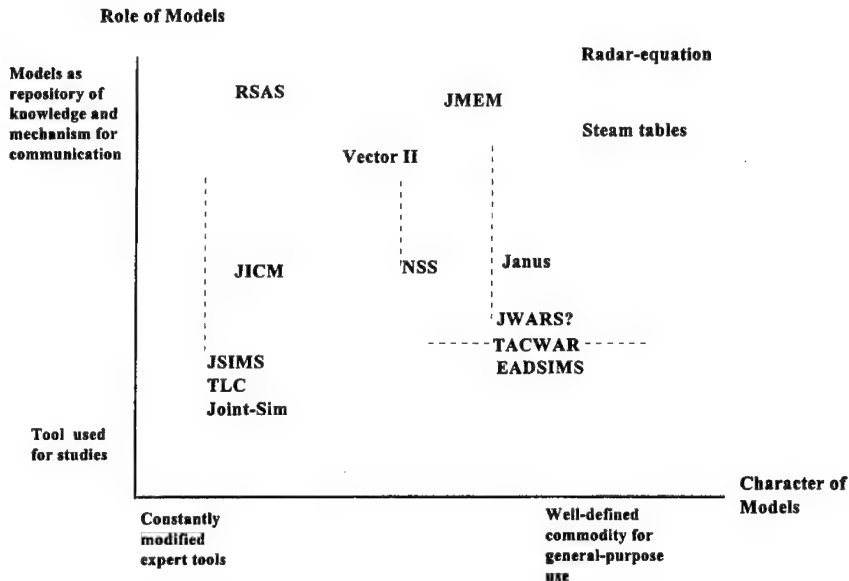 Role of Models
Models as
repository of
knowledge and
mechanism for
communication
RSAS
JMEM
Radar-equation
Steam tables
Vector II
JICM
NSS
Janus
JWARS?
TACWAR
EADSIMS
JSIMS
TLC
Joint-Sim
Tool used
for studies
Character of
Models
Constantly
modified
expert tools
Well-defined
commodity for
general-purpose
use